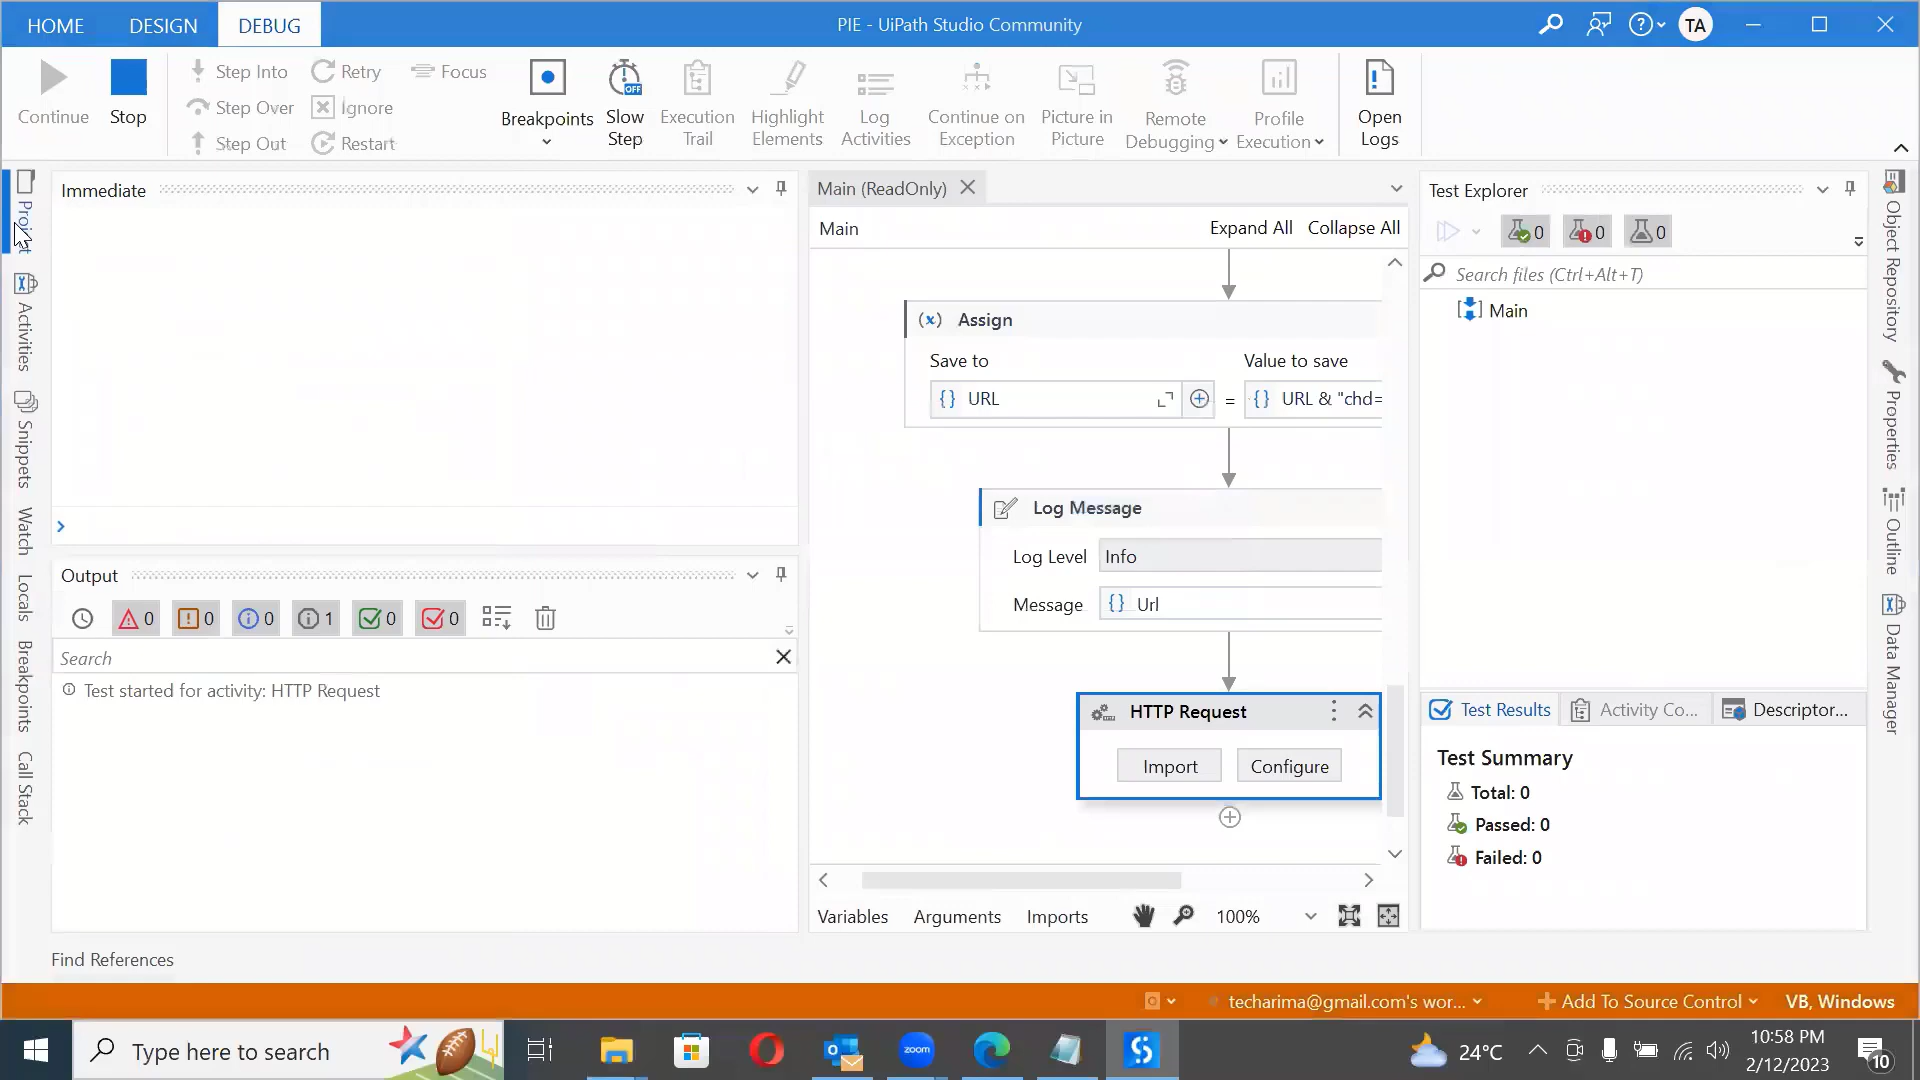 HOME DESIGN DEBUG PIE - UiPath Studio Community TA
Continue Stop Step Into Step Over Step Out Retry Ignore Restart Focus
Breakpoints
Slow Step
Execution Trail
Highlight Elements
Log Activities
Continue on Exception
Picture in Picture
Remote Debugging
Profile Execution
Open Logs
Project
Activities
Snippets
Watch
Locals
Breakpoints
Call Stack
Immediate
Output
0 0 0 1 0 0
Search
Test started for activity: HTTP Request
Find References
Main (ReadOnly)
Main Expand All Collapse All
Assign
Save to Value to save
URL = URL & "chd=
Log Message
Log Level Info
Message Url
HTTP Request
Import Configure
Variables Arguments Imports 100%
Test Explorer
0 0 0
Search files (Ctrl+Alt+T)
Main
Test Results Activity Co... Descriptor...
Test Summary
Total: 0
Passed: 0
Failed: 0
Object Repository
Properties
Outline
Data Manager
techarima@gmail.com's wor... Add To Source Control VB, Windows
Type here to search
zoom
24°C
10:58 PM
2/12/2023
10